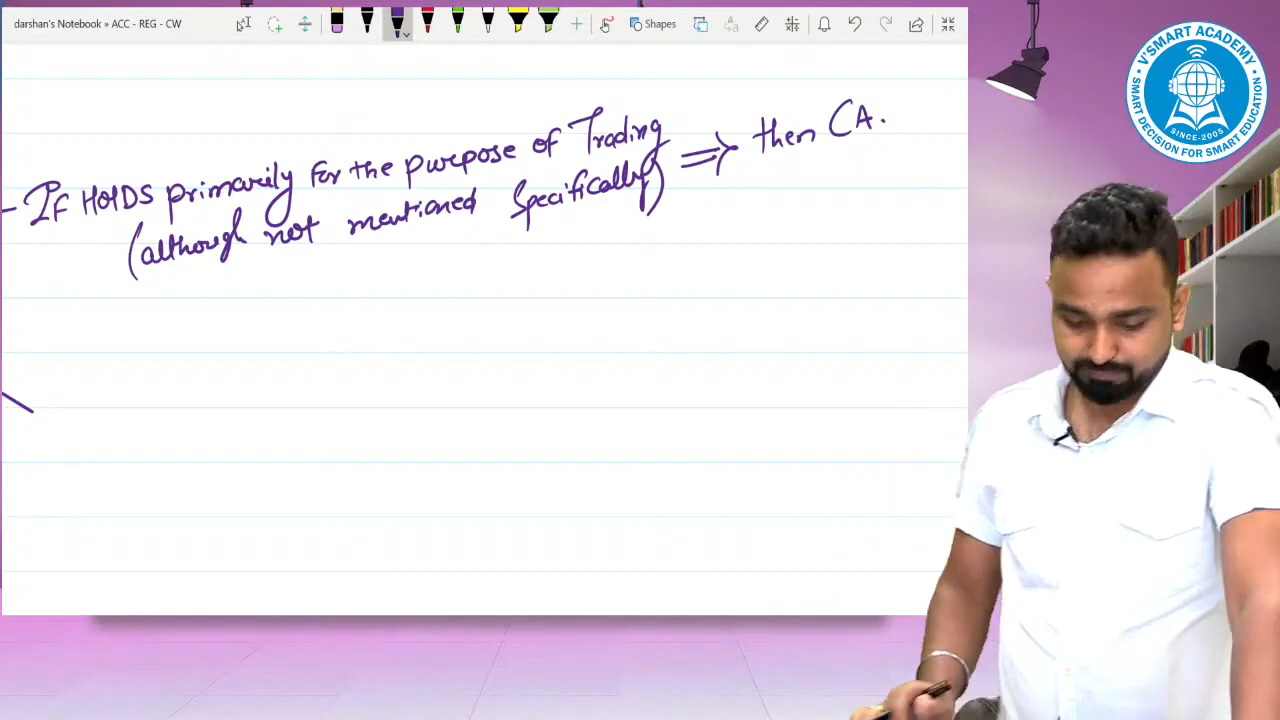 darshan's Notebook » ACC - REG - CW
Shapes
V'SMART ACADEMY
SINCE-2005
SMART DECISION FOR SMART EDUCATION
- If HOlDS primarily For the purpose of Trading ⇒ then CA.
(although not mentioned Specifically)